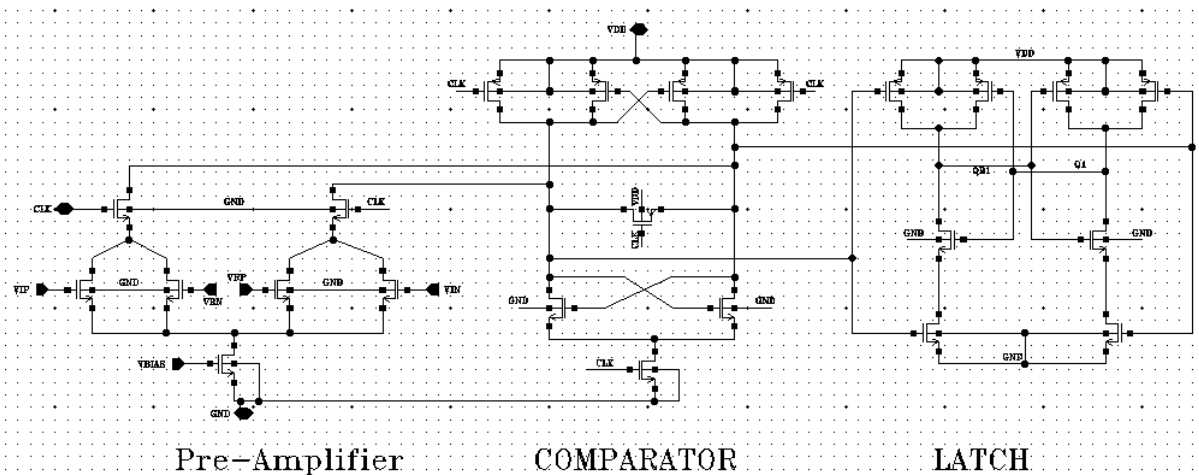 VDD
CLK
CLK
VDD
CLK
GND
CLK
VDD
CLK
QB1
Q1
GND
GND
VIP
GND
VRN
VRP
GND
VIN
GND
GND
VBIAS
CLK
GND
GND
Pre-Amplifier
COMPARATOR
LATCH